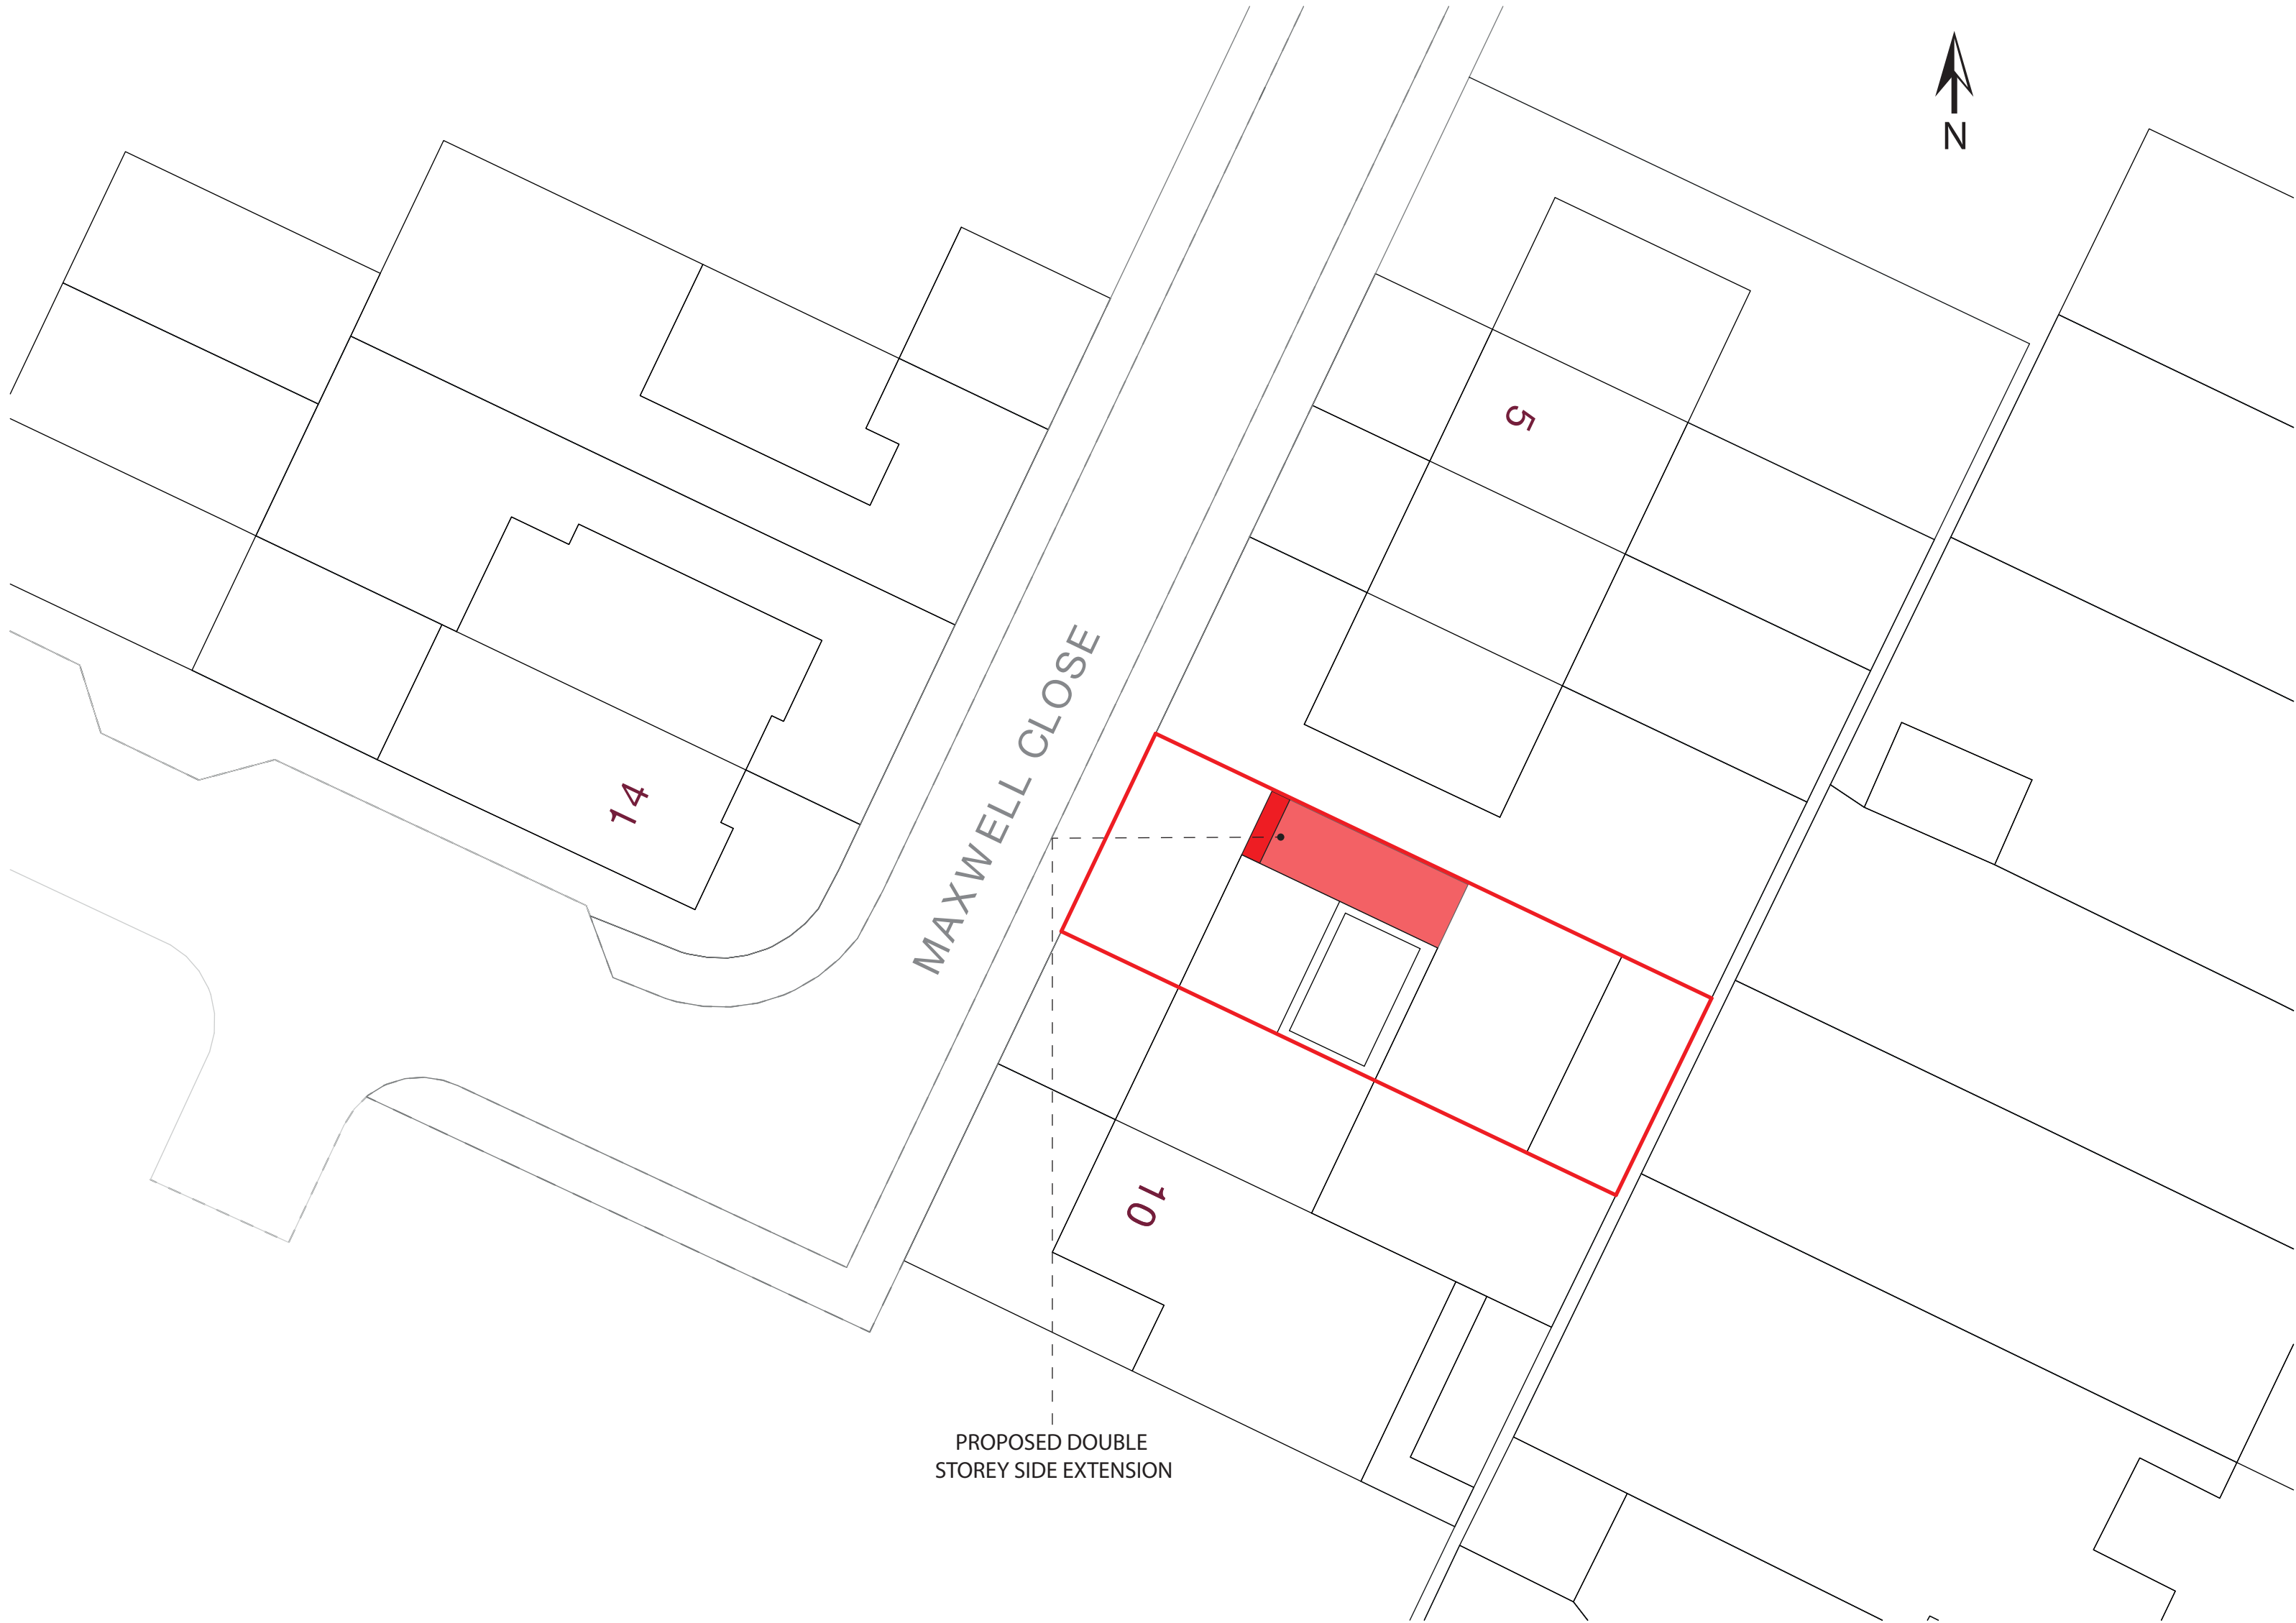 N
5
MAXWELL CLOSE
14
10
PROPOSED DOUBLE
STOREY SIDE EXTENSION